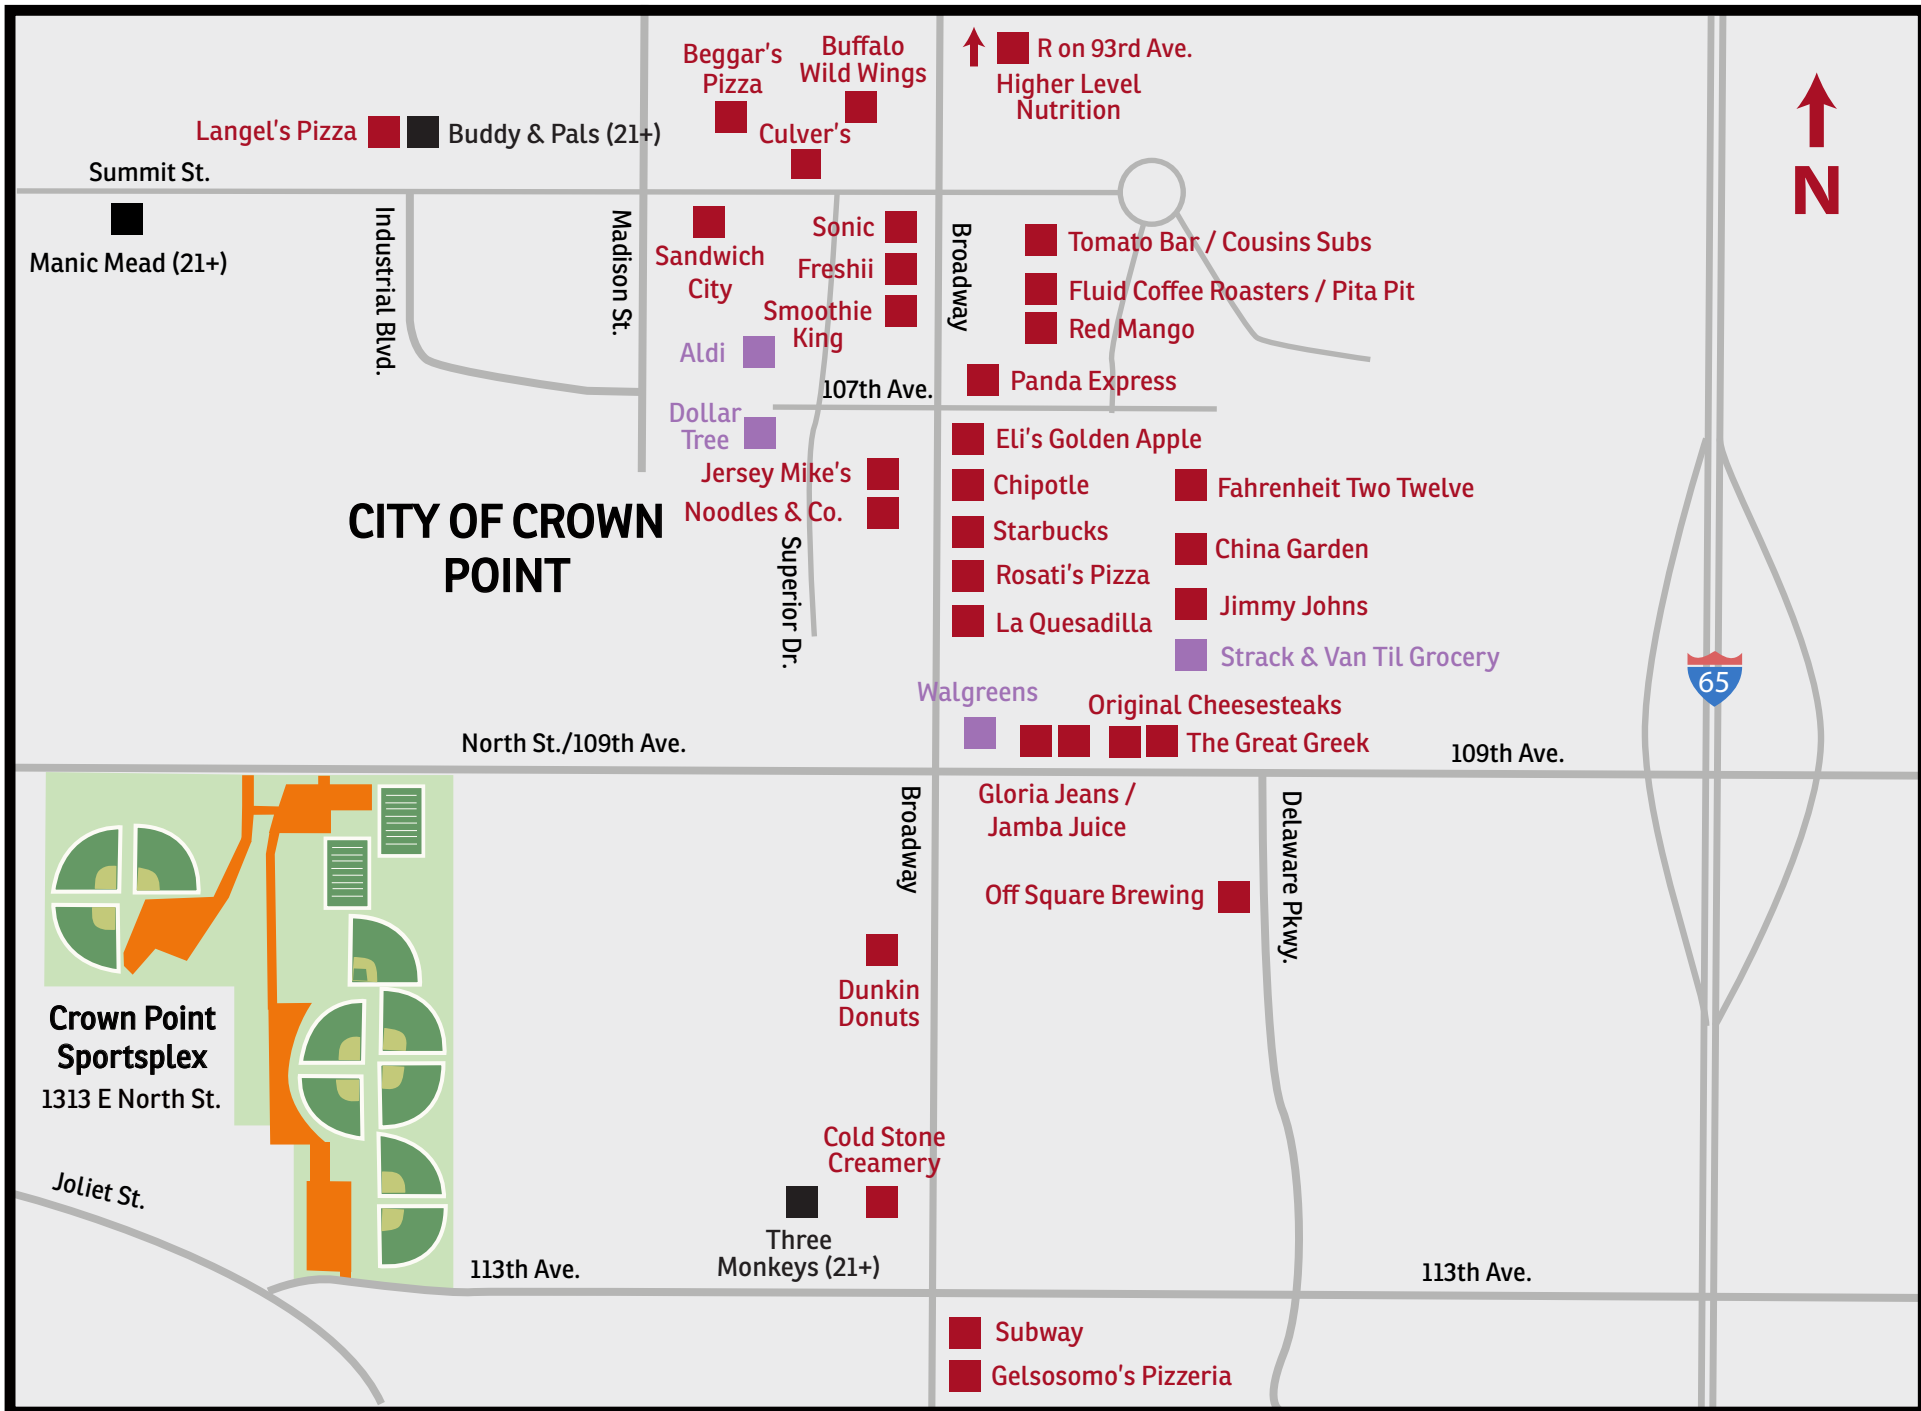 Beggar's
Pizza
Buffalo
Wild Wings
R on 93rd Ave.
Higher Level
Nutrition
Langel's Pizza
Buddy & Pals (21+)
Culver's
N
Summit St.
Manic Mead (21+)
Industrial Blvd.
Madison St.
Sandwich
City
Sonic
Freshii
Smoothie
King
Broadway
Tomato Bar / Cousins Subs
Fluid Coffee Roasters / Pita Pit
Red Mango
Aldi
107th Ave.
Panda Express
Dollar
Tree
Jersey Mike's
Noodles & Co.
Eli's Golden Apple
Chipotle
Fahrenheit Two Twelve
Starbucks
China Garden
Rosati's Pizza
Jimmy Johns
La Quesadilla
Strack & Van Til Grocery
CITY OF CROWN
POINT
Superior Dr.
Walgreens
Original Cheesesteaks
The Great Greek
65
North St./109th Ave.
109th Ave.
Broadway
Gloria Jeans /
Jamba Juice
Delaware Pkwy.
Off Square Brewing
Dunkin
Donuts
Crown Point
Sportsplex
1313 E North St.
Cold Stone
Creamery
Joliet St.
Three
Monkeys (21+)
113th Ave.
113th Ave.
Subway
Gelsosomo's Pizzeria